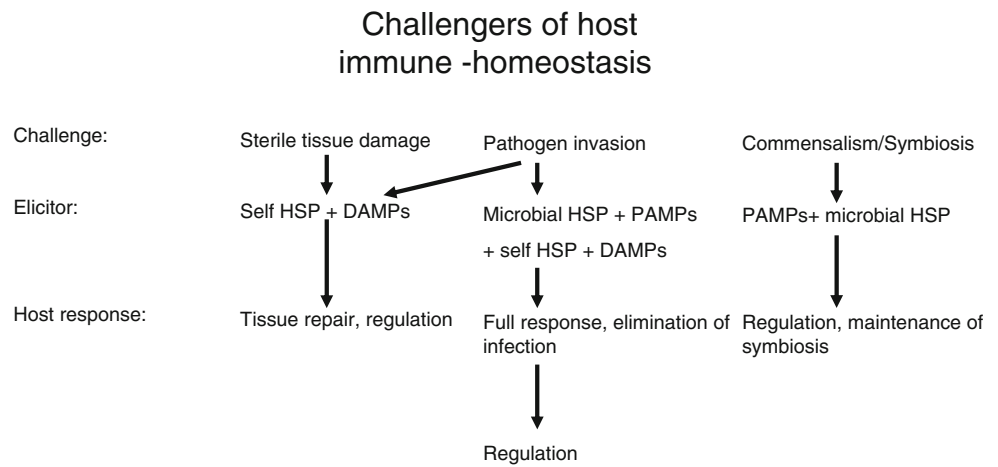 Challengers of host
immune -homeostasis
Challenge:
Sterile tissue damage
Pathogen invasion
Commensalism/Symbiosis
Elicitor:
Self HSP + DAMPs
Microbial HSP + PAMPs
+ self HSP + DAMPs
PAMPs+ microbial HSP
Host response:
Tissue repair, regulation
Full response, elimination of
infection
Regulation, maintenance of
symbiosis
Regulation